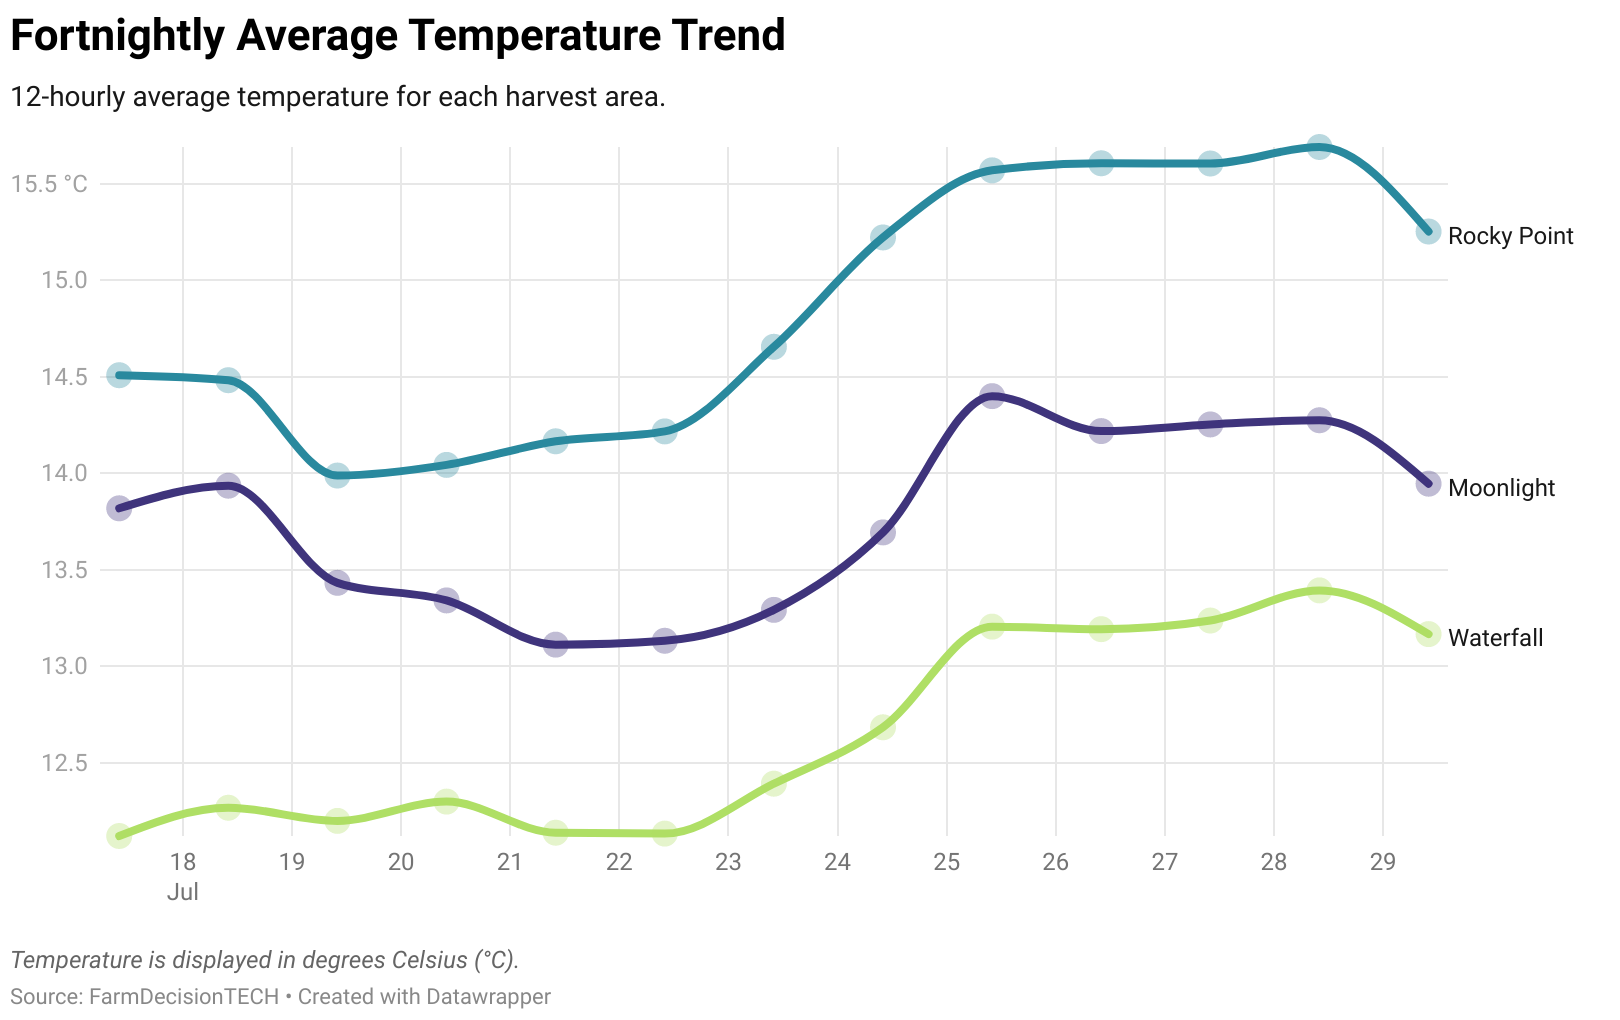 Fortnightly Average Temperature Trend
12-hourly average temperature for each harvest area.
15.5 °C
15.0
14.5
14.0
13.5
13.0
12.5
Rocky Point
Moonlight
Waterfall
18 19 20 21 22 23 24 25 26 27 28 29
Jul
Temperature is displayed in degrees Celsius (°C).
Source: FarmDecisionTECH • Created with Datawrapper